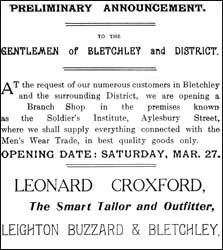 PRELIMINARY ANNOUNCEMENT.
TO THE
GENTLEMEN OF BLETCHLEY and DISTRICT.
AT the request of our numerous customers in Bletchley
and the surrounding District, we are opening a
Branch Shop in the premises known
as the Soldier's Institute, Aylesbury Street,
where we shall supply everything connected with the
Men's Wear Trade, in best quality goods only.
OPENING DATE: SATURDAY, MAR. 27.
LEONARD CROXFORD,
The Smart Tailor and Outfitter,
LEIGHTON BUZZARD & BLETCHLEY.